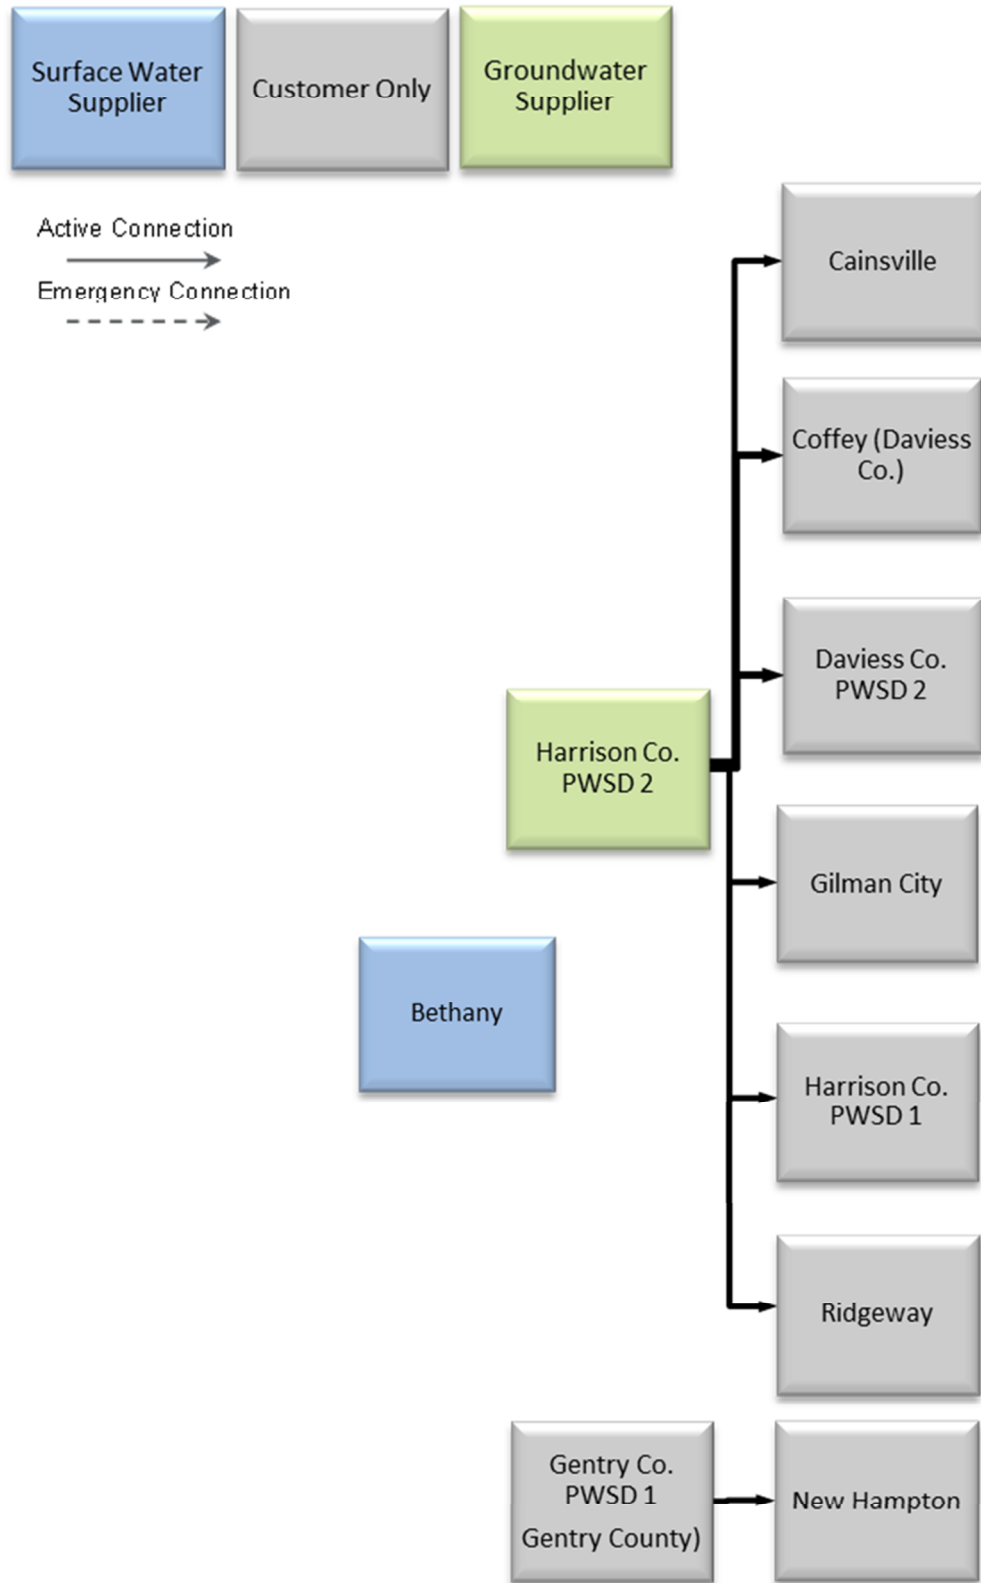 Surface Water
Supplier
Customer Only
Groundwater
Supplier
Active Connection
Emergency Connection
Cainsville
Coffey (Daviess
Co.)
Daviess Co.
PWSD 2
Harrison Co.
PWSD 2
Gilman City
Bethany
Harrison Co.
PWSD 1
Ridgeway
Gentry Co.
PWSD 1
Gentry County)
New Hampton